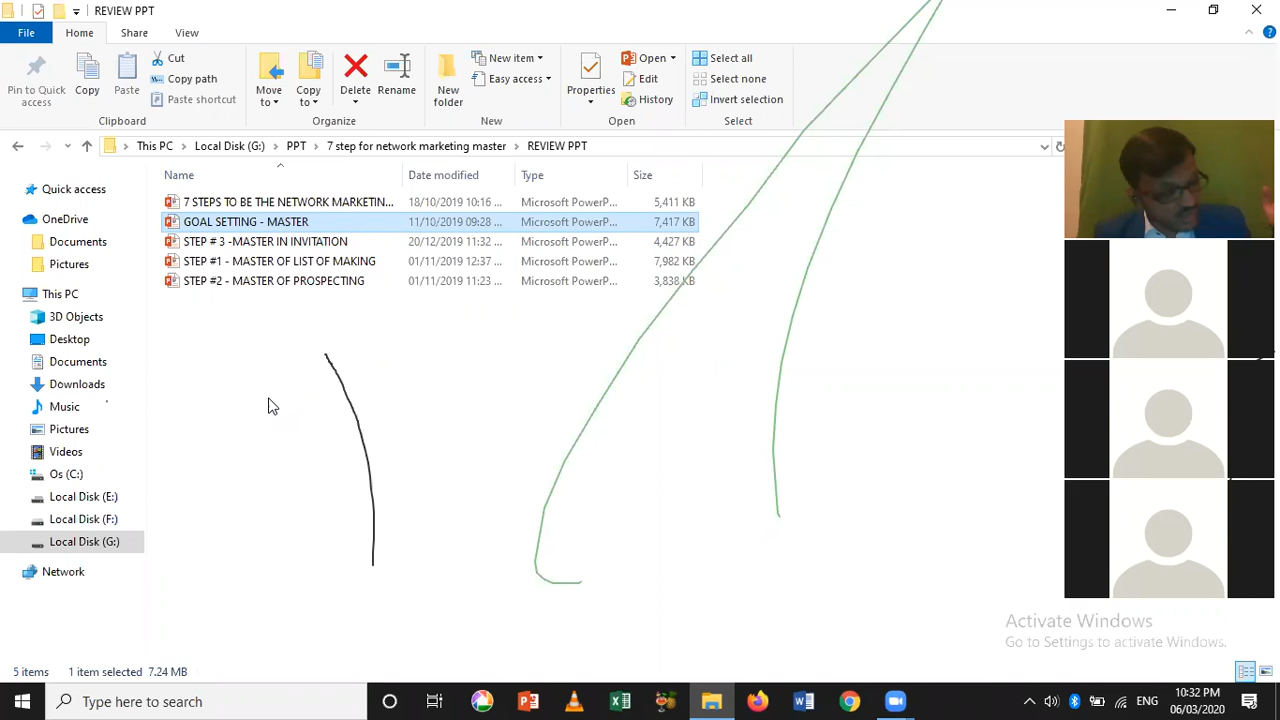 REVIEW PPT
File Home Share View
Pin to Quick access
Copy
Paste
Cut
Copy path
Paste shortcut
Clipboard
Move to
Copy to
Delete
Rename
Organize
New folder
New item
Easy access
New
Properties
Open
Edit
History
Open
Select all
Select none
Invert selection
Select
This PC > Local Disk (G:) > PPT > 7 step for network marketing master > REVIEW PPT
Name Date modified Type Size
7 STEPS TO BE THE NETWORK MARKETIN... 18/10/2019 10:16 ... Microsoft PowerP... 5,411 KB
GOAL SETTING - MASTER 11/10/2019 09:28 ... Microsoft PowerP... 7,417 KB
STEP # 3 -MASTER IN INVITATION 20/12/2019 11:32 ... Microsoft PowerP... 4,427 KB
STEP #1 - MASTER OF LIST OF MAKING 01/11/2019 12:37 ... Microsoft PowerP... 7,982 KB
STEP #2 - MASTER OF PROSPECTING 01/11/2019 11:23 ... Microsoft PowerP... 3,838 KB
Quick access
OneDrive
Documents
Pictures
This PC
3D Objects
Desktop
Documents
Downloads
Music
Pictures
Videos
Os (C:)
Local Disk (E:)
Local Disk (F:)
Local Disk (G:)
Network
Activate Windows
Go to Settings to activate Windows.
5 items 1 item selected 7.24 MB
Type here to search
ENG
10:32 PM
06/03/2020